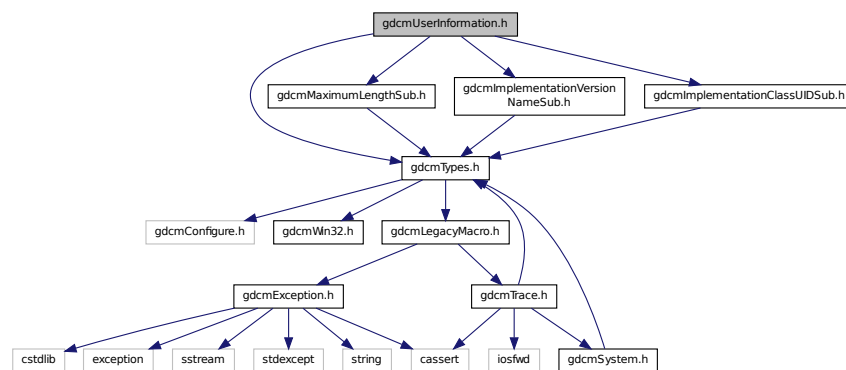 gdcmUserInformation.h
gdcmMaximumLengthSub.h
gdcmImplementationVersion
NameSub.h
gdcmImplementationClassUIDSub.h
gdcmTypes.h
gdcmConfigure.h
gdcmWin32.h
gdcmLegacyMacro.h
gdcmException.h
gdcmTrace.h
cstdlib
exception
sstream
stdexcept
string
cassert
iosfwd
gdcmSystem.h